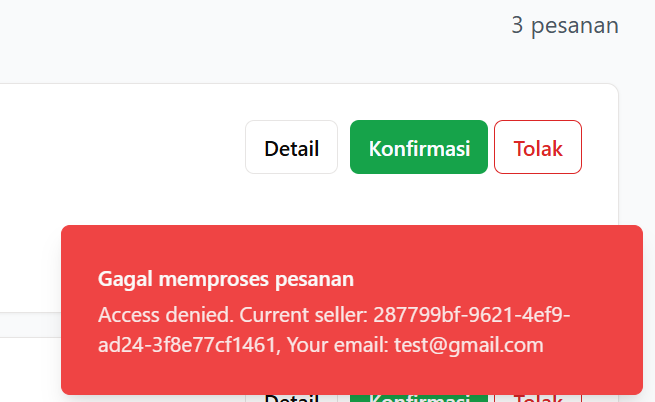 3 pesanan
Detail
Konfirmasi
Tolak
Gagal memproses pesanan
Access denied. Current seller: 287799bf-9621-4ef9-
ad24-3f8e77cf1461, Your email: test@gmail.com
Detail
Konfirmasi
Tolak